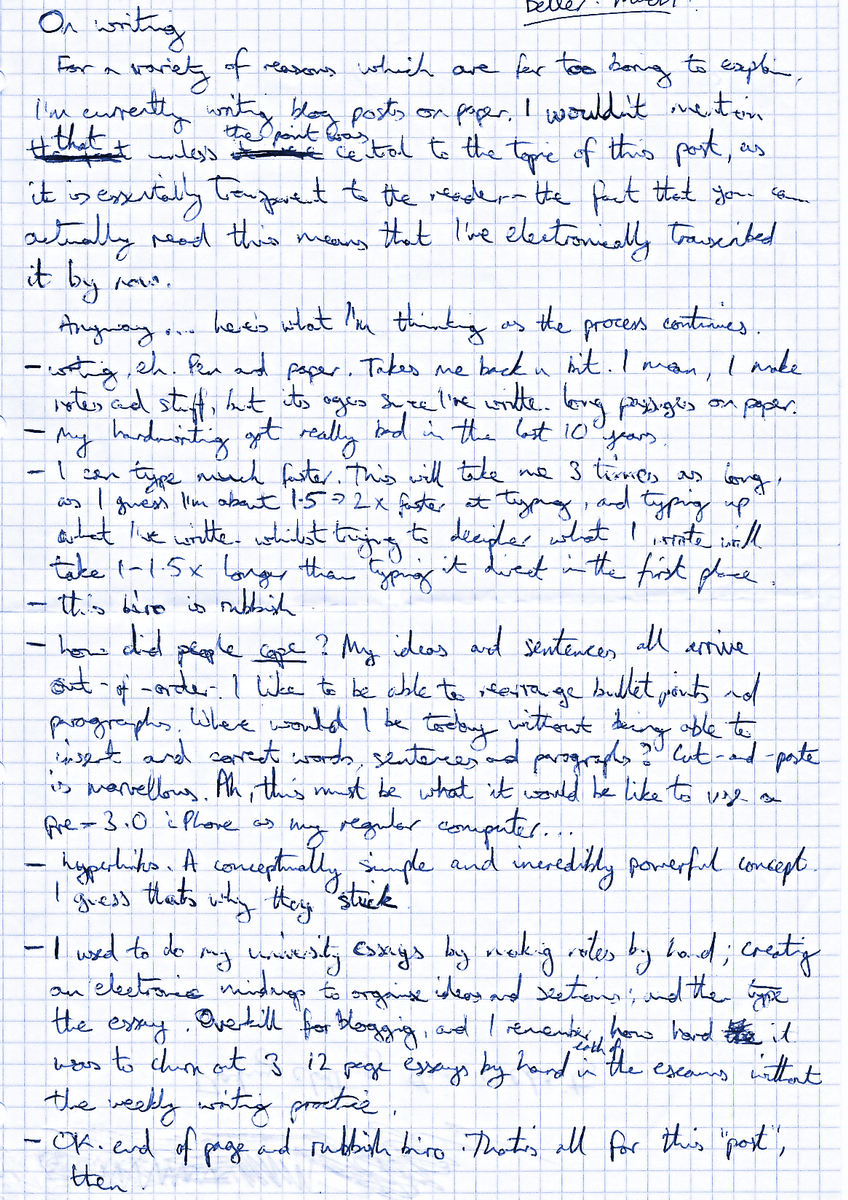 better. much!
On writing
For a variety of reasons which are far too boring to explain,
I'm currently writing blog posts on paper. I wouldn't mention
that unless the point was central to the topic of this post, as
it is essentially transparent to the reader - the fact that you can
actually read this means that I've electronically transcribed
it by now.
Anyway... here's what I'm thinking as the process continues.
- writing, eh. Pen and paper. Takes me back a bit. I mean, I make
notes and stuff, but its ages since I've written long passages on paper.
- My handwriting got really bad in the last 10 years.
- I can type much faster. This will take me 3 times as long,
as I guess I'm about 1.5 → 2x faster at typing, and typing up
what I've written whilst trying to decipher what I wrote will
take 1-1.5x longer than typing it direct in the first place.
- this biro is rubbish
- how did people cope? My ideas and sentences all arrive
out-of-order. I like to be able to rearrange bullet points and
paragraphs. Where would I be today without being able to
insert and correct words, sentences and paragraphs? Cut-and-paste
is marvellous. Ah, this must be what it would be like to use a
pre-3.0 iPhone as my regular computer...
- hyperlinks. A conceptually simple and incredibly powerful concept.
I guess thats why they stuck.
- I used to do my university essays by making notes by hand; creating
an electronic mindmap to organise ideas and sections; and then type
the essay. Overkill for blogging, and I remember how hard it
was to churn out 3 12 page essays by hand in each of the exams without
the weekly writing practice.
- OK. end of page and rubbish biro. That's all for this "post",
then.